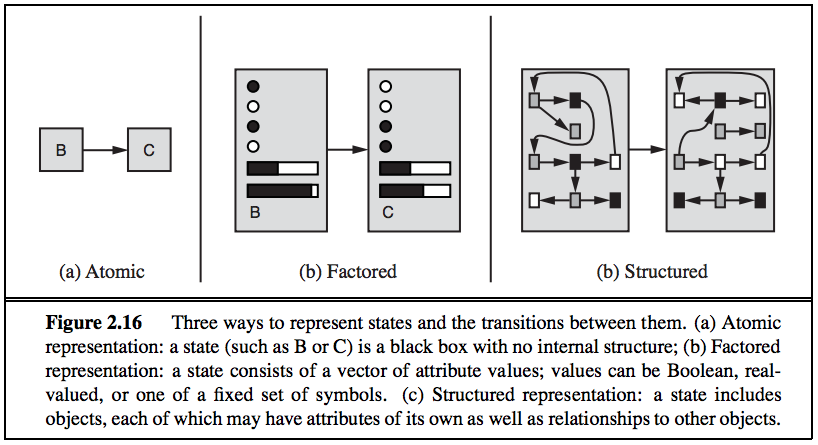 B
C
B
C
(a) Atomic
(b) Factored
(b) Structured
Figure 2.16 Three ways to represent states and the transitions between them. (a) Atomic
representation: a state (such as B or C) is a black box with no internal structure; (b) Factored
representation: a state consists of a vector of attribute values; values can be Boolean, real-
valued, or one of a fixed set of symbols. (c) Structured representation: a state includes
objects, each of which may have attributes of its own as well as relationships to other objects.